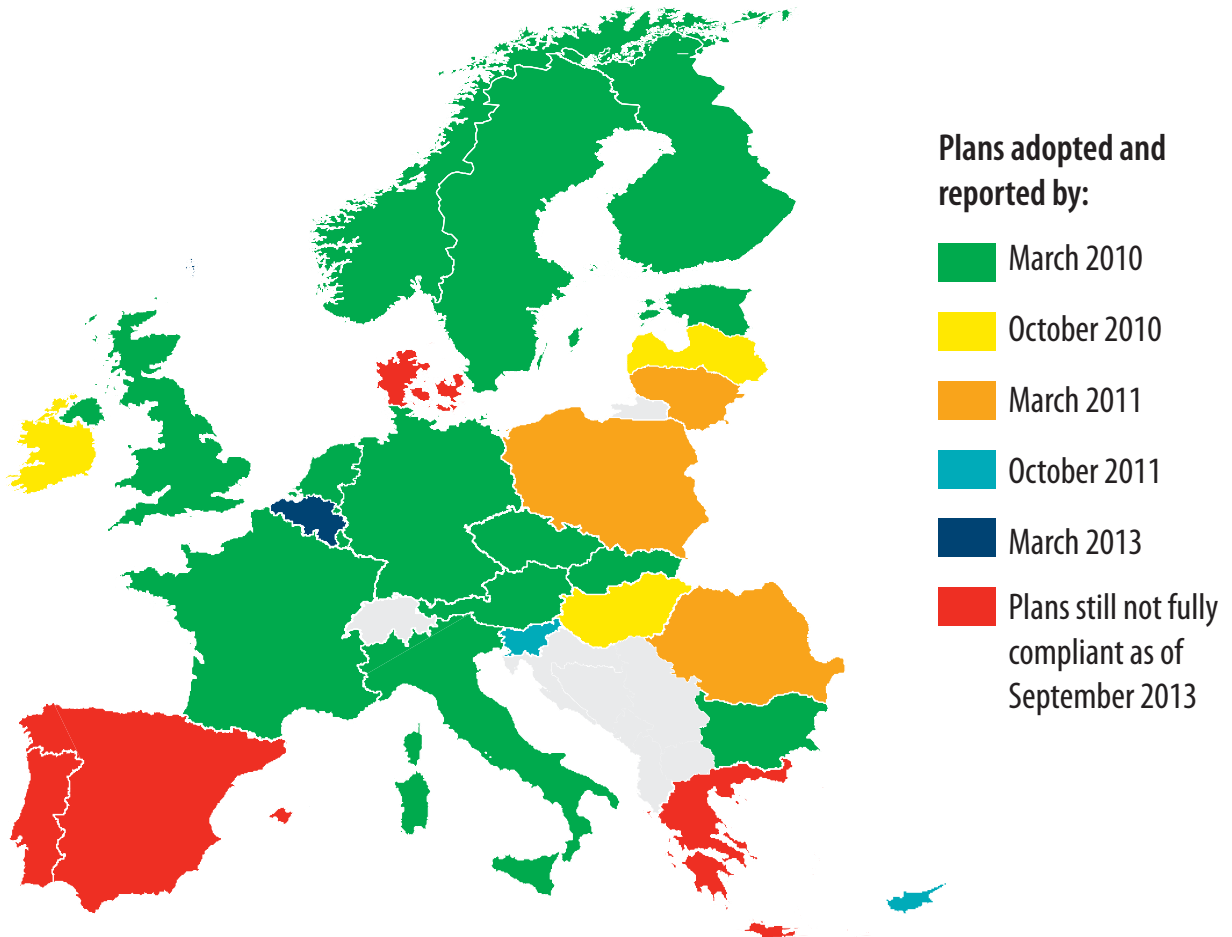 Plans adopted and
reported by:
March 2010
October 2010
March 2011
October 2011
March 2013
Plans still not fully
compliant as of
September 2013